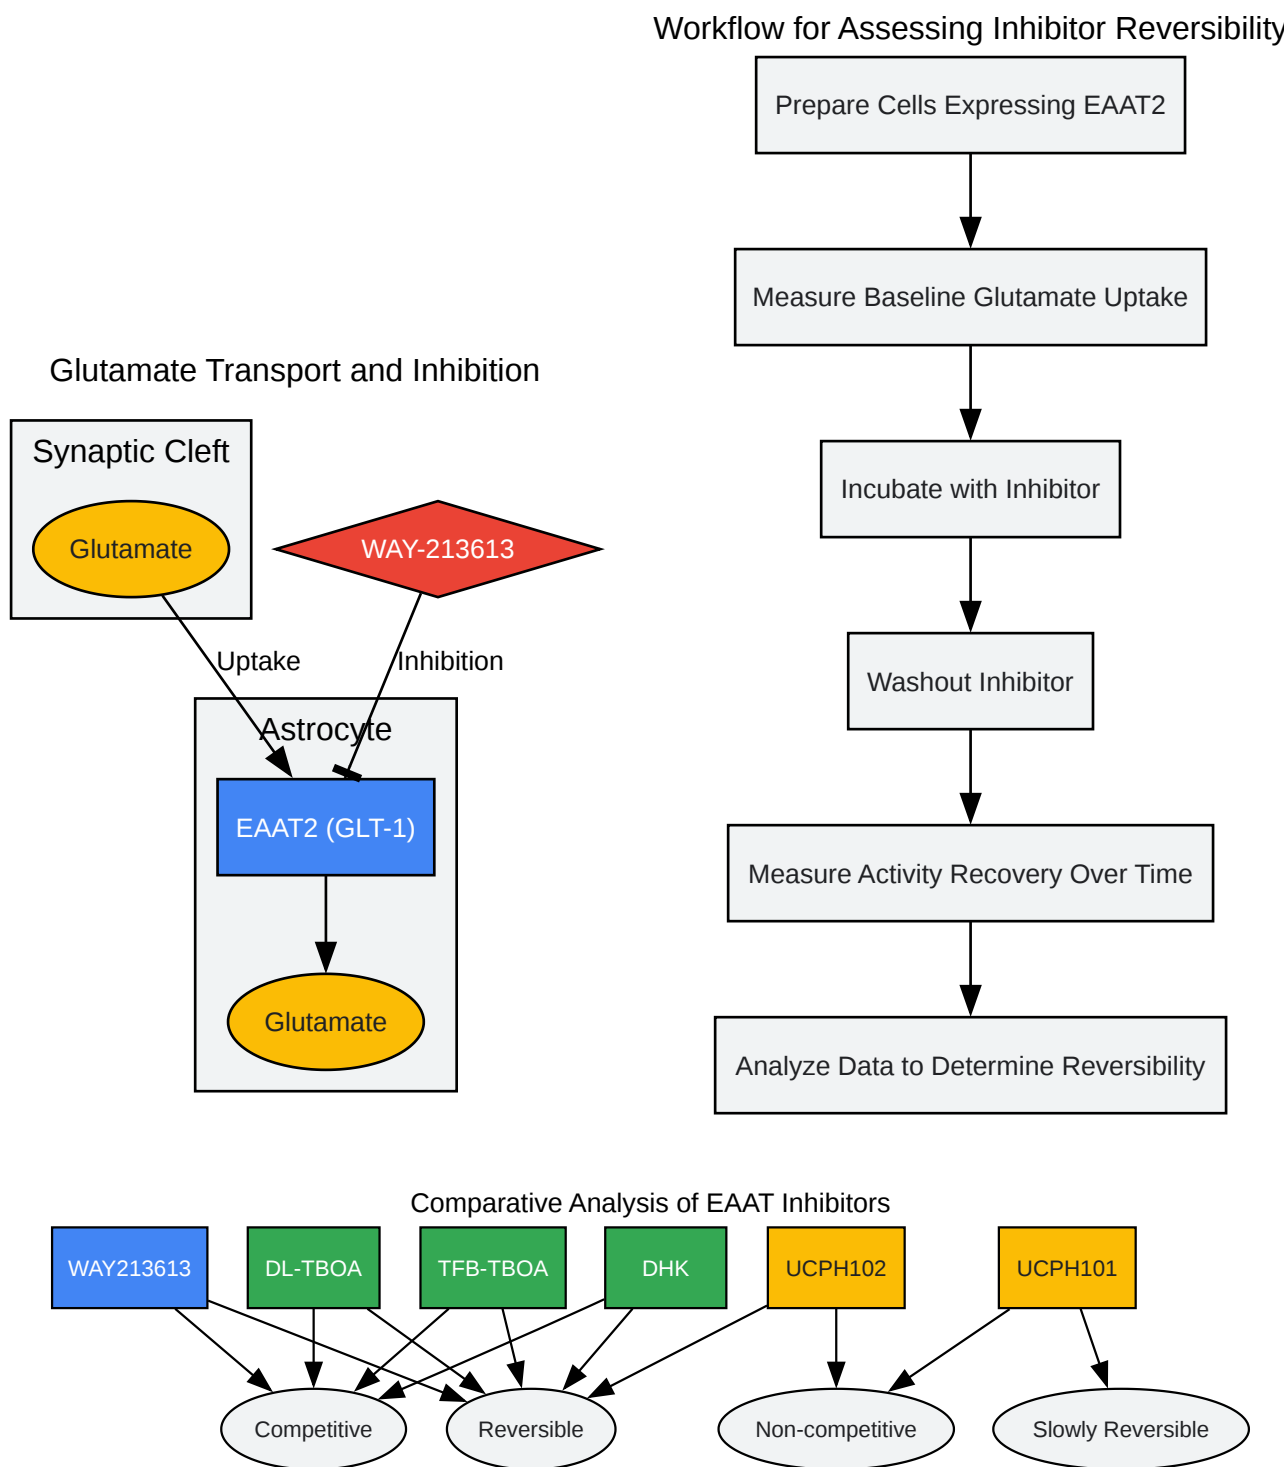 Workflow for Assessing Inhibitor Reversibility
Prepare Cells Expressing EAAT2
Measure Baseline Glutamate Uptake
Incubate with Inhibitor
Washout Inhibitor
Measure Activity Recovery Over Time
Analyze Data to Determine Reversibility
Glutamate Transport and Inhibition
Synaptic Cleft
Glutamate
WAY-213613
Uptake
Inhibition
Astrocyte
EAAT2 (GLT-1)
Glutamate
Comparative Analysis of EAAT Inhibitors
WAY213613
DL-TBOA
TFB-TBOA
DHK
UCPH102
UCPH101
Competitive
Reversible
Non-competitive
Slowly Reversible